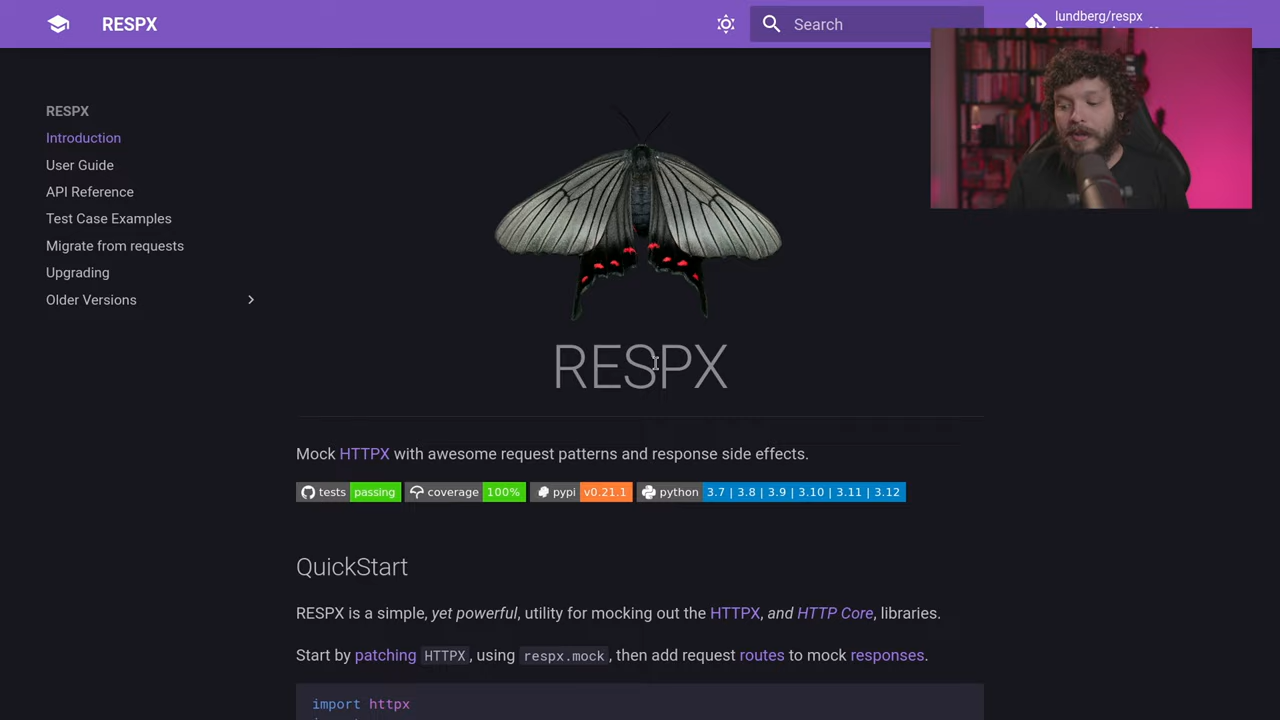 RESPX
Search
lundberg/respx
RESPX
Introduction
User Guide
API Reference
Test Case Examples
Migrate from requests
Upgrading
Older Versions
RESPX
Mock HTTPX with awesome request patterns and response side effects.
tests passing coverage 100% pypi v0.21.1 python 3.7 | 3.8 | 3.9 | 3.10 | 3.11 | 3.12
QuickStart
RESPX is a simple, yet powerful, utility for mocking out the HTTPX, and HTTP Core, libraries.
Start by patching HTTPX, using respx.mock, then add request routes to mock responses.
import httpx